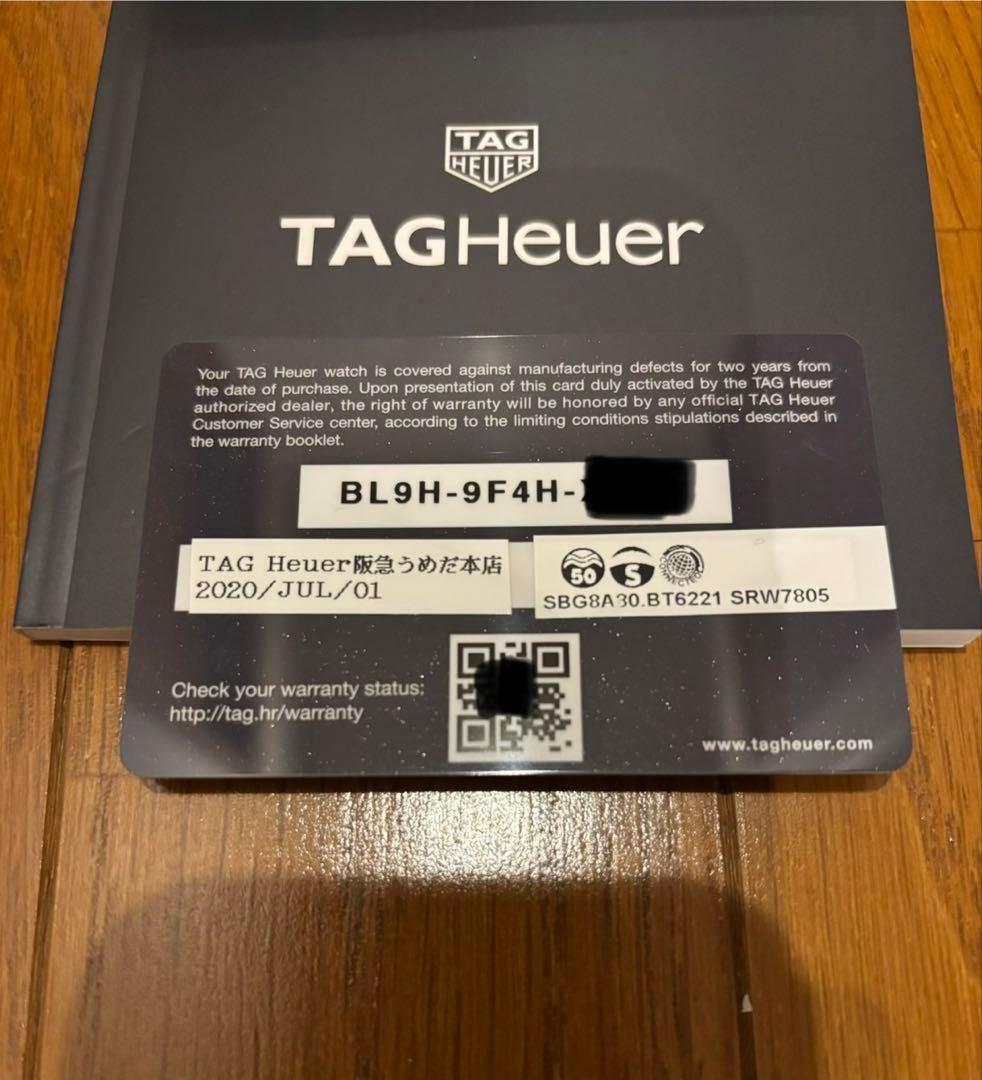 TAG
HEUER
TAGHeuer
Your TAG Heuer watch is covered against manufacturing defects for two years from
the date of purchase. Upon presentation of this card duly activated by the TAG Heuer
authorized dealer, the right of warranty will be honored by any official TAG Heuer
Customer Service center, according to the limiting conditions stipulations described in
the warranty booklet.
BL9H-9F4H-
TAG Heuer阪急うめだ本店
2020/JUL/01
50 S CONNECTED
SBG8A30.BT6221 SRW7805
Check your warranty status:
http://tag.hr/warranty
www.tagheuer.com